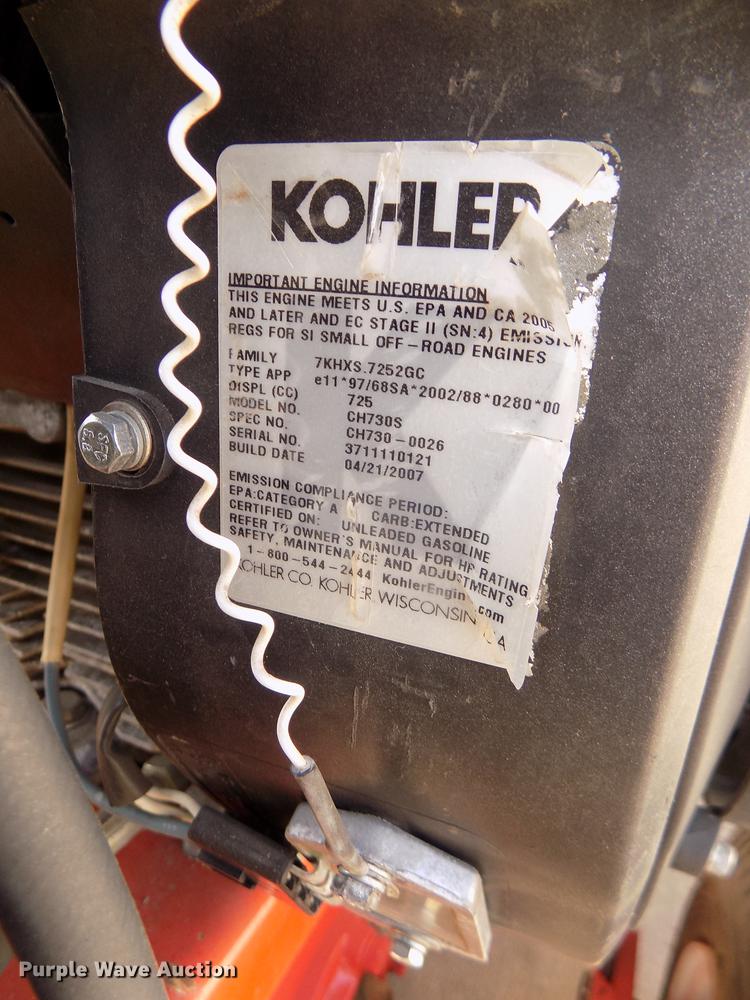 KOHLER
IMPORTANT ENGINE INFORMATION
THIS ENGINE MEETS U.S. EPA AND CA 2005
AND LATER AND EC STAGE II (SN:4) EMISSION
REGS FOR SI SMALL OFF-ROAD ENGINES
FAMILY 7KHXS.7252GC
TYPE APP e11*97/68SA*2002/88*0280*00
DISPL (CC) 725
MODEL NO. CH730S
SPEC NO. CH730-0026
SERIAL NO. 3711110121
BUILD DATE 04/21/2007
EMISSION COMPLIANCE PERIOD:
EPA:CATEGORY A CARB:EXTENDED
CERTIFIED ON: UNLEADED GASOLINE
REFER TO OWNER'S MANUAL FOR HP RATING
SAFETY, MAINTENANCE AND ADJUSTMENTS
1-800-544-2444 KohlerEngin .com
KOHLER CO. KOHLER, WISCONSIN USA
8.8
Purple Wave Auction